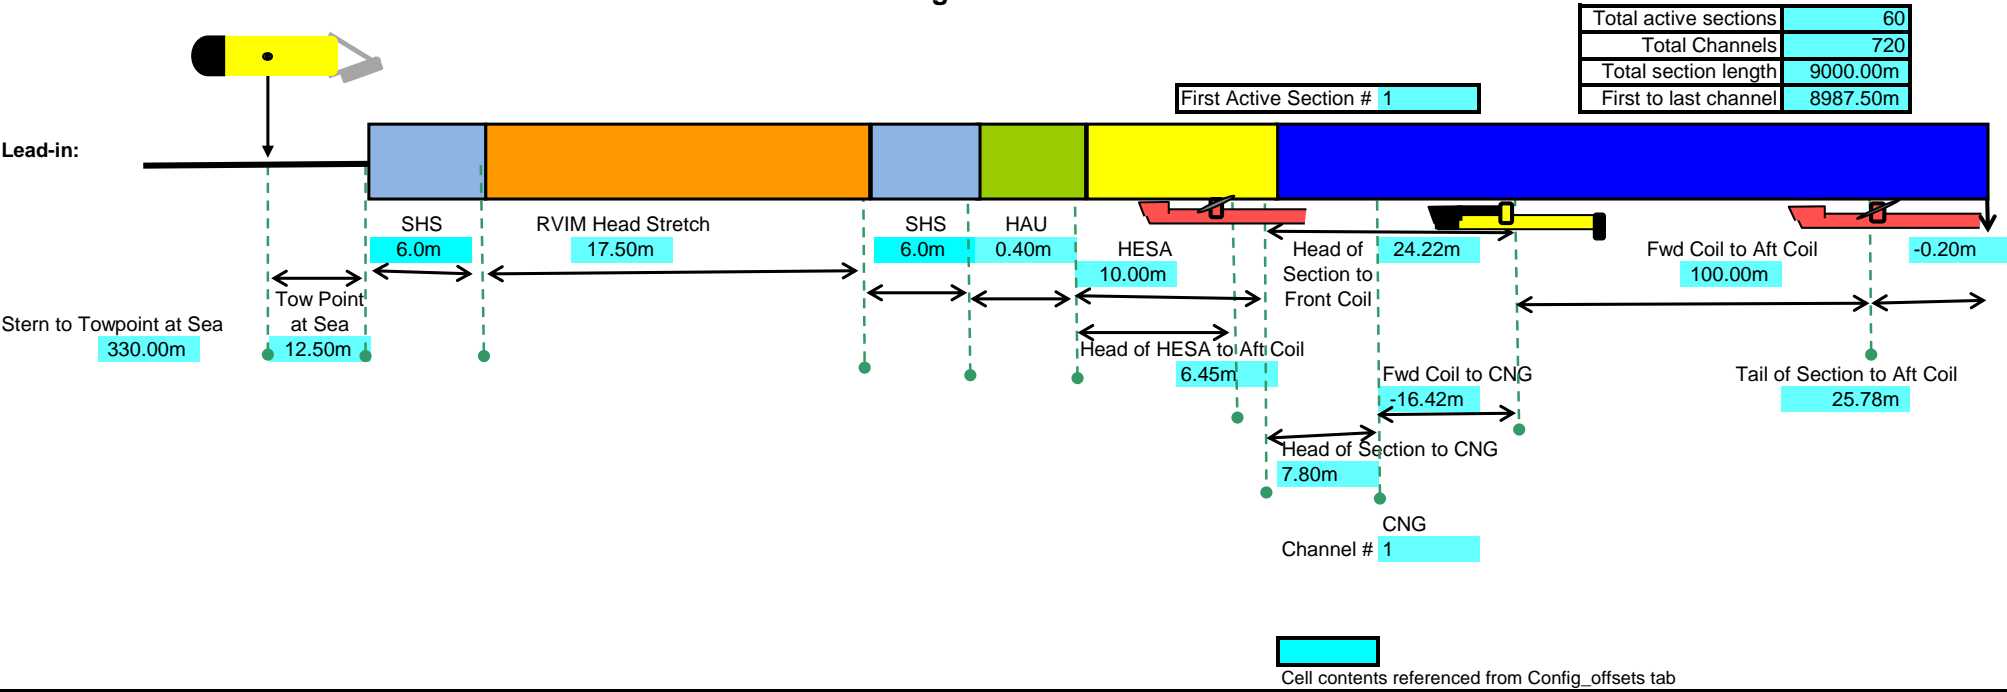 Total active sections 60
Total Channels 720
Total section length 9000.00m
First to last channel 8987.50m
First Active Section # 1
Lead-in:
SHS
6.0m
RVIM Head Stretch
17.50m
SHS
6.0m
HAU
0.40m
HESA
10.00m
Head of
Section to
Front Coil
24.22m
Fwd Coil to Aft Coil
100.00m
-0.20m
Tow Point
at Sea
12.50m
Stern to Towpoint at Sea
330.00m
Head of HESA to Aft Coil
6.45m
Fwd Coil to CNG
-16.42m
Tail of Section to Aft Coil
25.78m
Head of Section to CNG
7.80m
CNG
Channel # 1
Cell contents referenced from Config_offsets tab